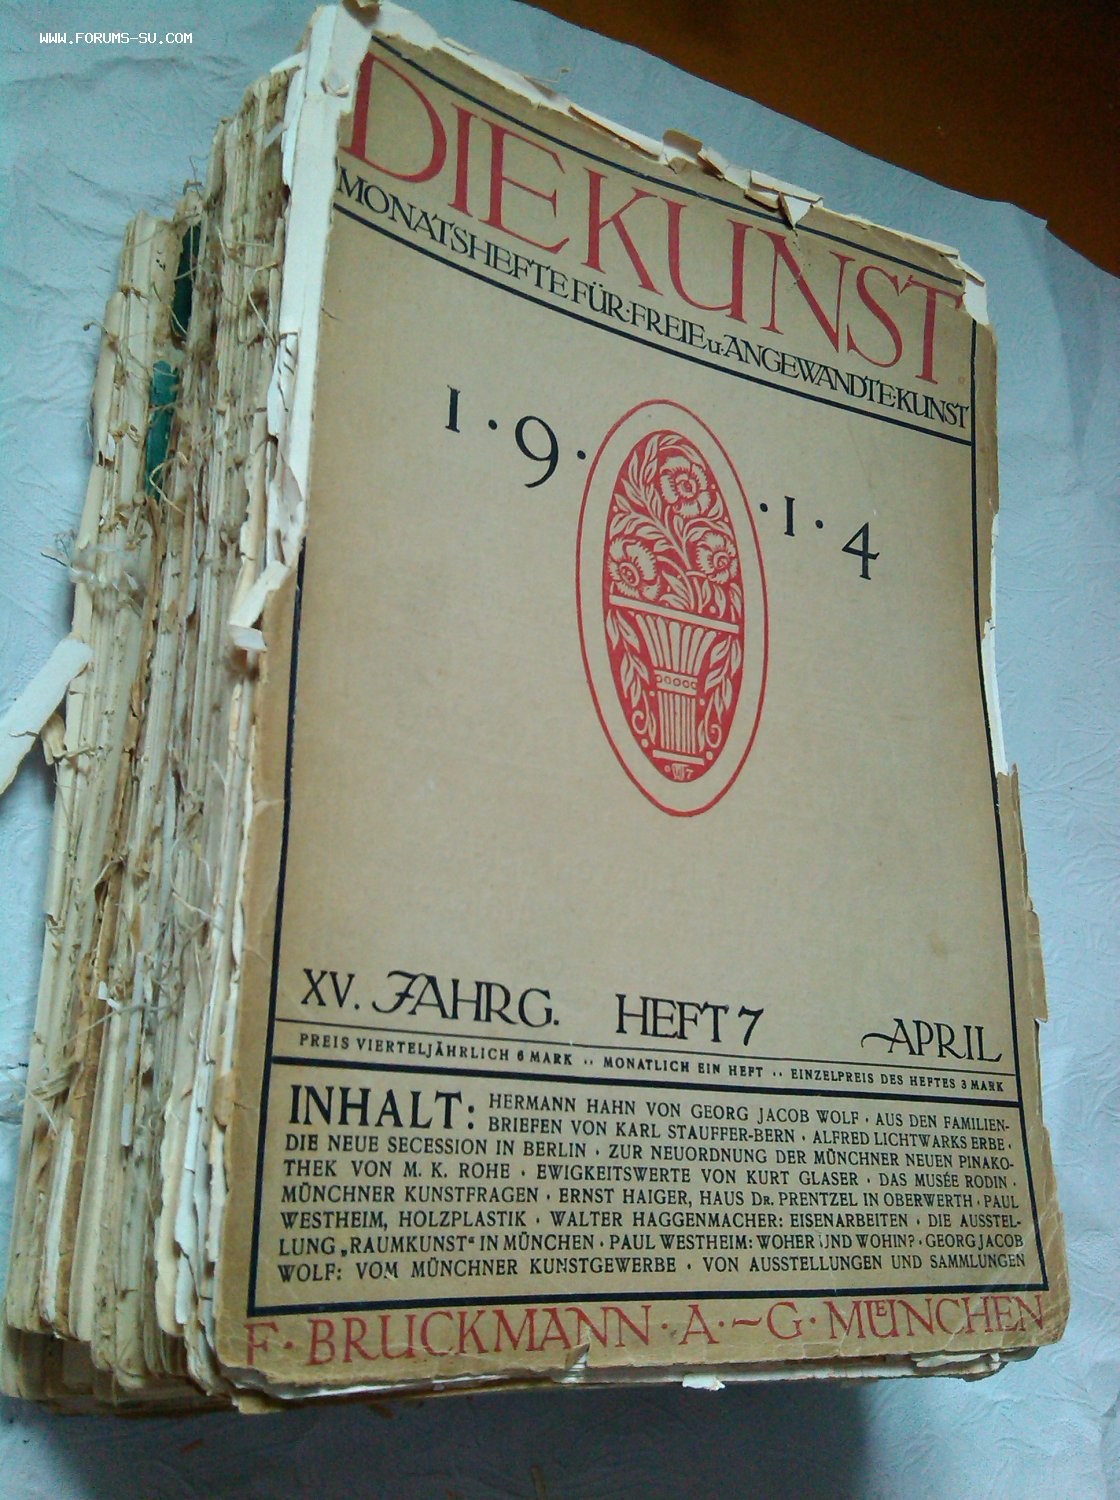 WWW.FORUMS-SU.COM
DIE KUNST
MONATSHEFTE FÜR·FREIE u·ANGEWANDTE·KUNST
1·9· ·1·4
XV. JAHRG. HEFT 7 APRIL
PREIS VIERTELJÄHRLICH 6 MARK ·· MONATLICH EIN HEFT ·· EINZELPREIS DES HEFTES 3 MARK
INHALT: HERMANN HAHN VON GEORG JACOB WOLF · AUS DEN FAMILIEN-
BRIEFEN VON KARL STAUFFER-BERN · ALFRED LICHTWARKS ERBE ·
DIE NEUE SECESSION IN BERLIN · ZUR NEUORDNUNG DER MÜNCHNER NEUEN PINAKO-
THEK VON M. K. ROHE · EWIGKEITSWERTE VON KURT GLASER · DAS MUSÉE RODIN ·
MÜNCHNER KUNSTFRAGEN · ERNST HAIGER, HAUS DR. PRENTZEL IN OBERWERTH · PAUL
WESTHEIM, HOLZPLASTIK · WALTER HAGGENMACHER: EISENARBEITEN · DIE AUSSTEL-
LUNG „RAUMKUNST“ IN MÜNCHEN · PAUL WESTHEIM: WOHER UND WOHIN? · GEORG JACOB
WOLF: VOM MÜNCHNER KUNSTGEWERBE · VON AUSSTELLUNGEN UND SAMMLUNGEN
F · BRUCKMANN · A.~G · MUENCHEN